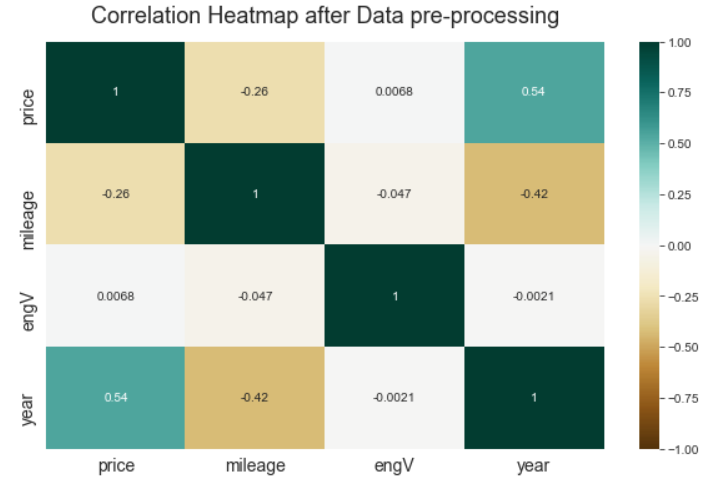 Correlation Heatmap after Data pre-processing
price 1 -0.26 0.0068 0.54
mileage -0.26 1 -0.047 -0.42
engV 0.0068 -0.047 1 -0.0021
year 0.54 -0.42 -0.0021 1
price mileage engV year
1.00
0.75
0.50
0.25
0.00
−0.25
−0.50
−0.75
−1.00